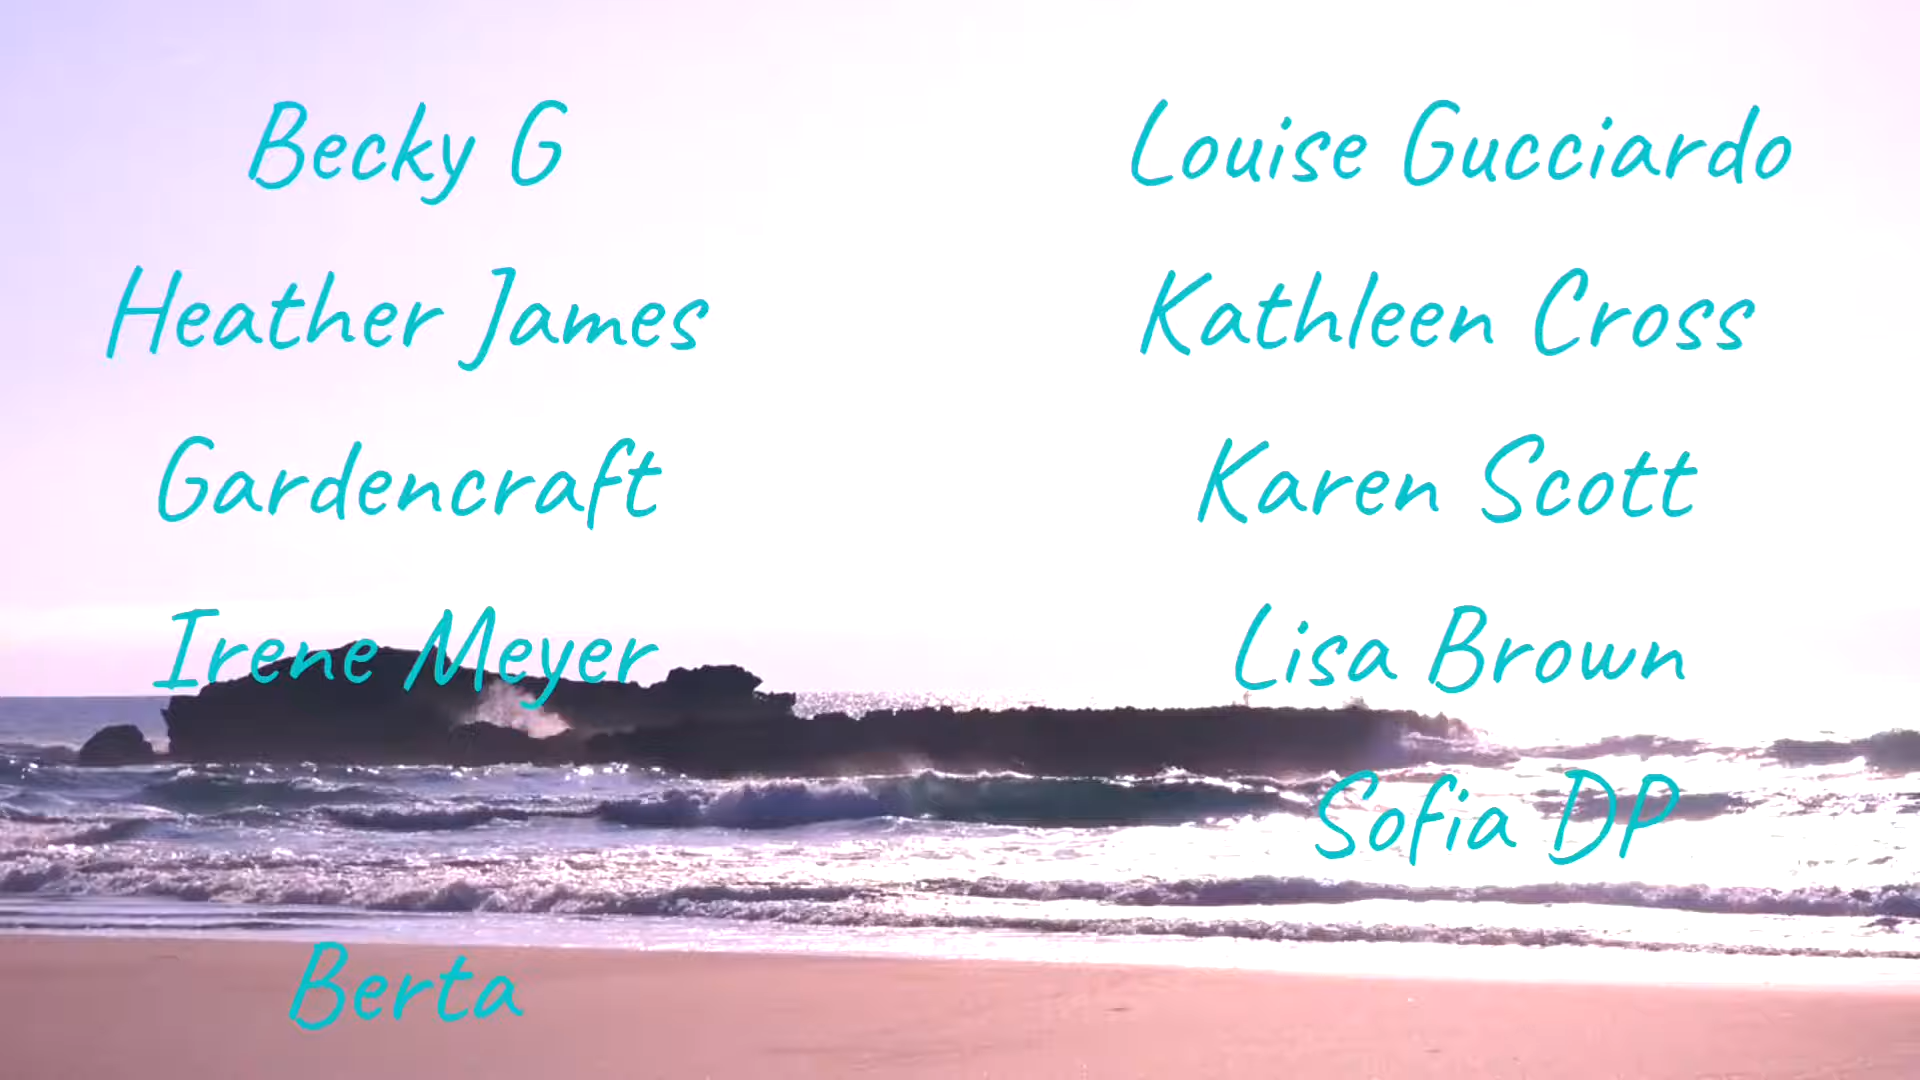 Becky G
Heather James
Gardencraft
Irene Meyer
Berta
Louise Gucciardo
Kathleen Cross
Karen Scott
Lisa Brown
Sofia DP